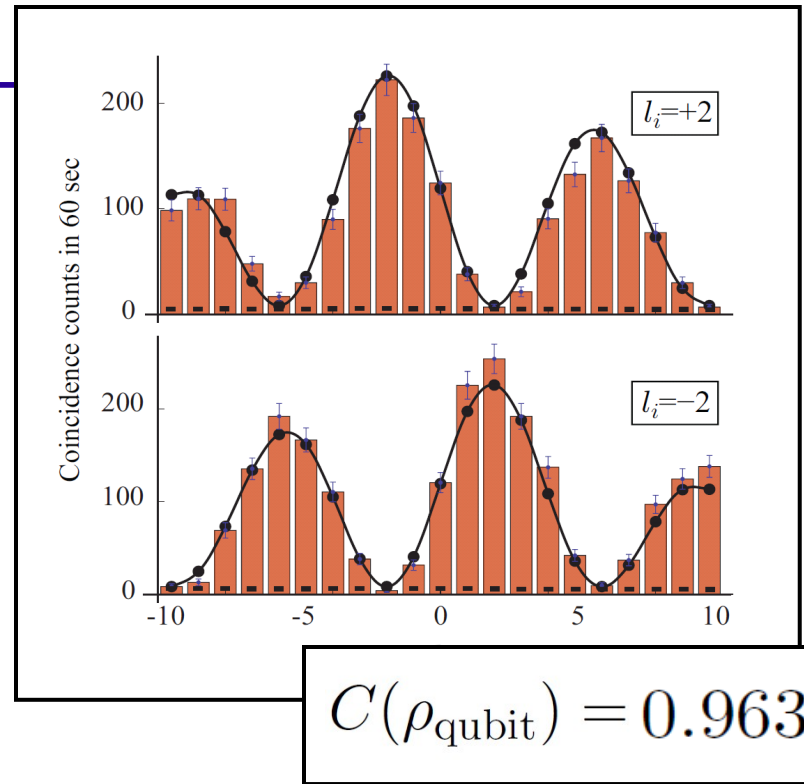 Coincidence counts in 60 sec
200
100
0
l_i=+2
200
100
0
l_i=−2
-10 -5 0 5 10
C(ρ_qubit) = 0.963